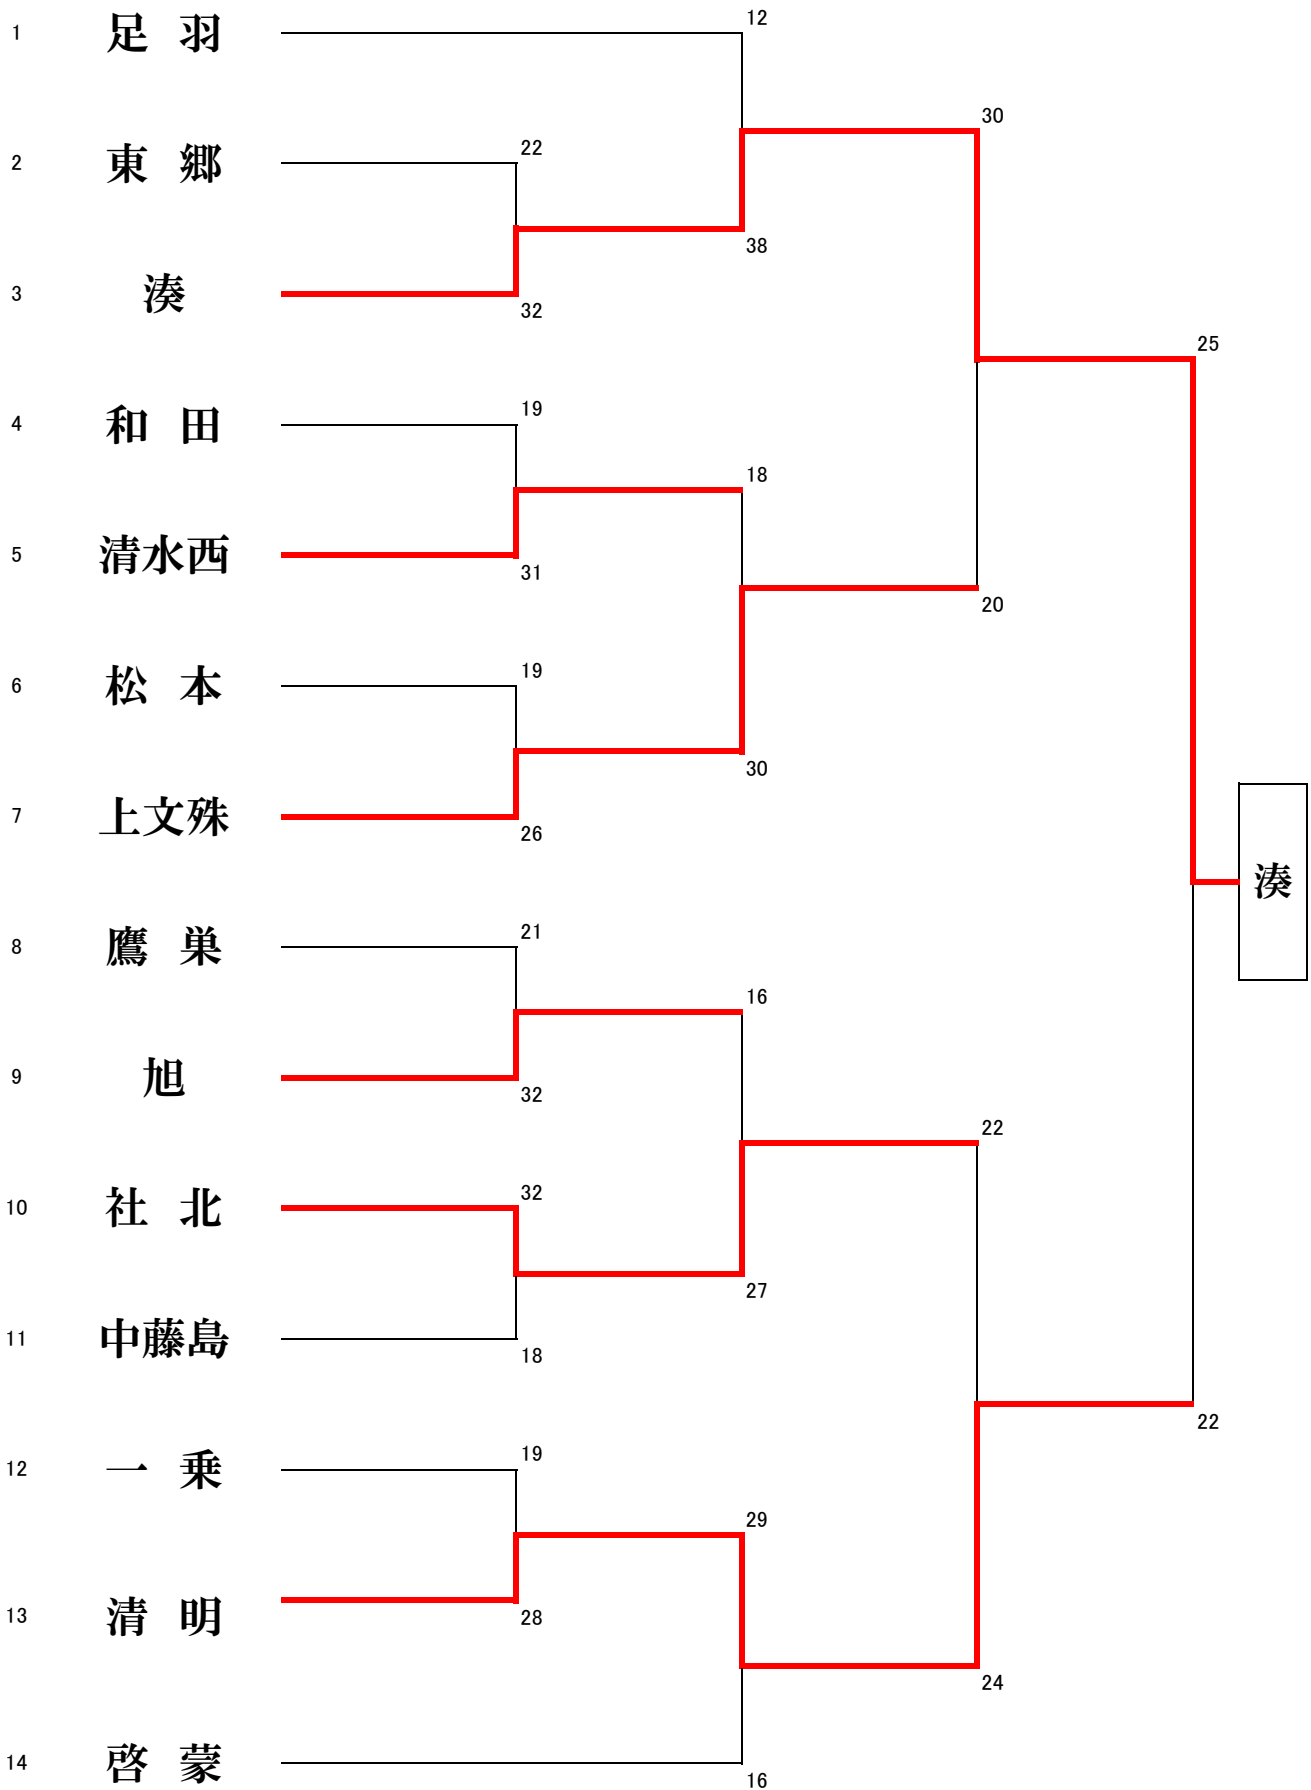 1 足 羽 12
30
2 東 郷 22
38
3 湊 32
25
4 和 田 19
18
5 清水西 31
20
6 松 本 19
30
7 上文殊 26
湊
8 鷹 巣 21
16
9 旭 32
22
10 社 北 32
27
11 中藤島 18
22
12 一 乗 19
29
13 清 明 28
24
14 啓 蒙 16